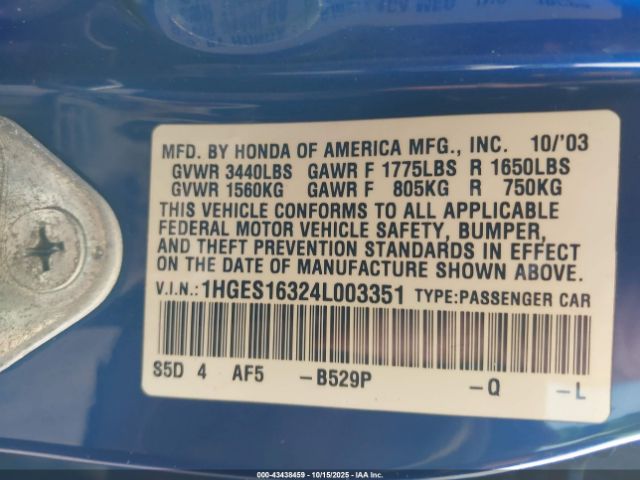 MFD. BY HONDA OF AMERICA MFG., INC. 10/'03
GVWR 3440LBS GAWR F 1775LBS R 1650LBS
GVWR 1560KG GAWR F 805KG R 750KG
THIS VEHICLE CONFORMS TO ALL APPLICABLE
FEDERAL MOTOR VEHICLE SAFETY, BUMPER,
AND THEFT PREVENTION STANDARDS IN EFFECT
ON THE DATE OF MANUFACTURE SHOWN ABOVE.
V.I.N.:1HGES16324L003351 TYPE:PASSENGER CAR
S5D 4 AF5 -B529P -Q -L
000 - 43438459 - 10/15/2025 - IAAI.COM